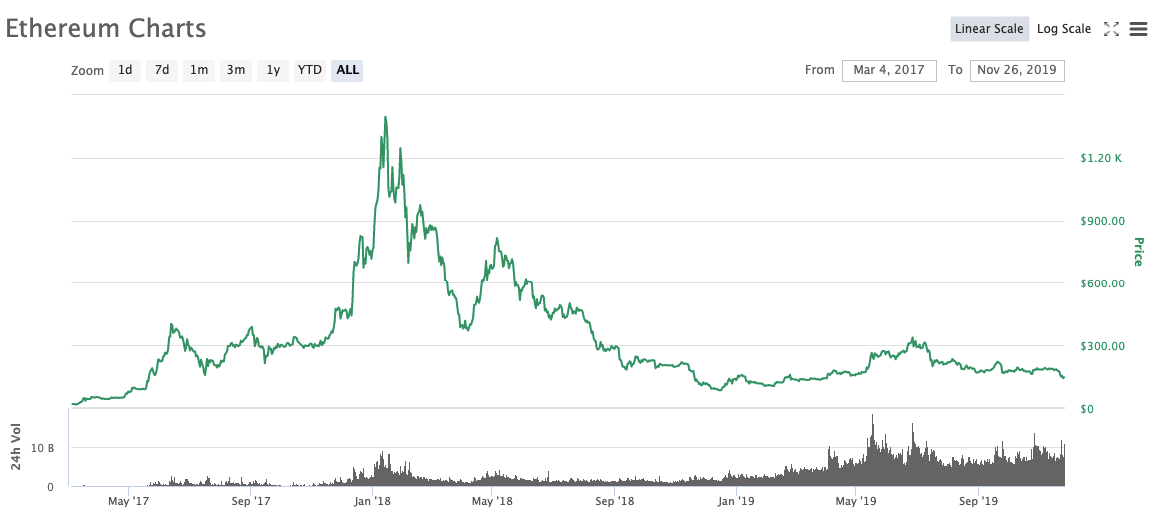 Ethereum Charts
Linear Scale Log Scale
Zoom 1d 7d 1m 3m 1y YTD ALL From Mar 4, 2017 To Nov 26, 2019
$1.20 K
$900.00
Price
$600.00
$300.00
$0
24h Vol
10 B
0
May '17 Sep '17 Jan '18 May '18 Sep '18 Jan '19 May '19 Sep '19